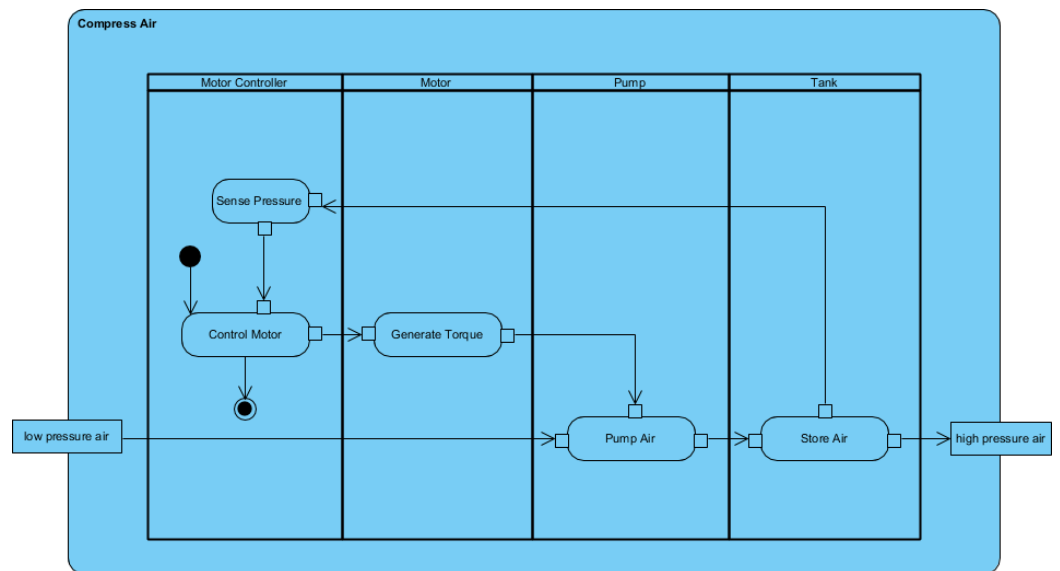 Compress Air
Motor Controller
Motor
Pump
Tank
Sense Pressure
Control Motor
Generate Torque
low pressure air
Pump Air
Store Air
high pressure air